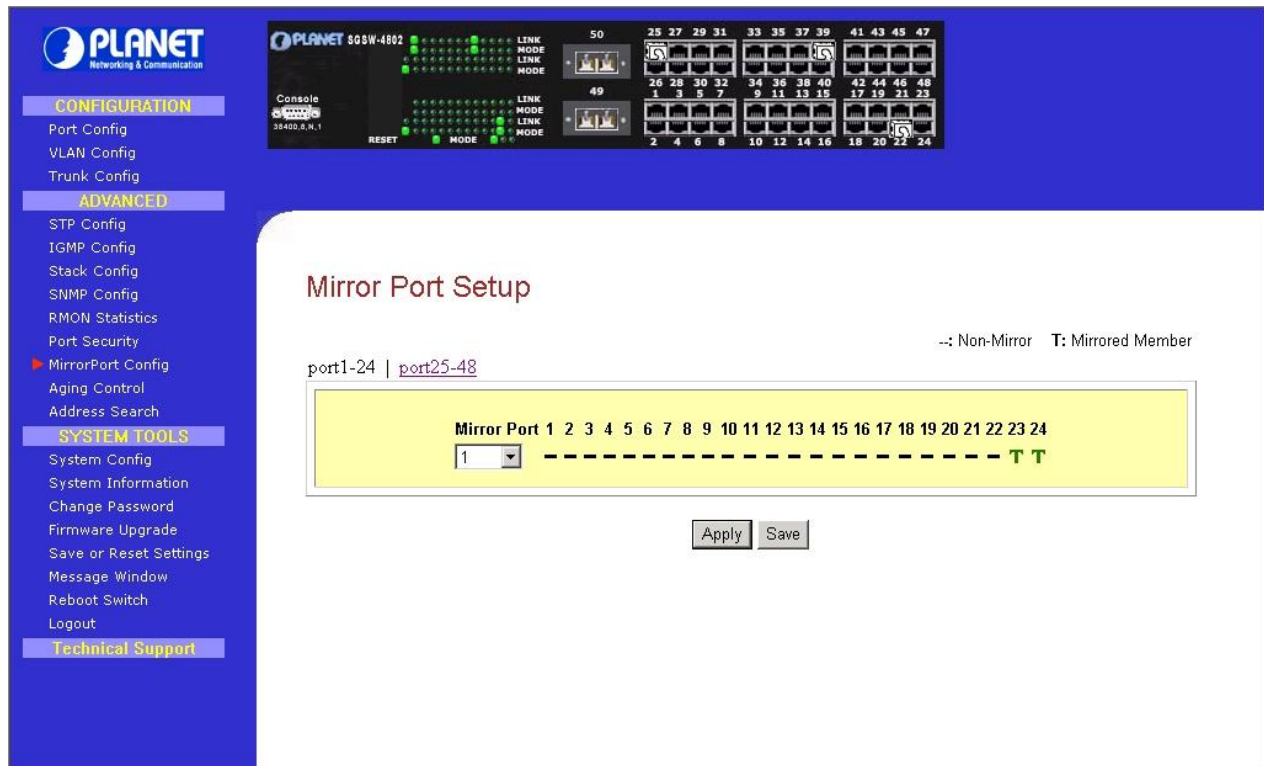 PLANET
Networking & Communication
CONFIGURATION
Port Config
VLAN Config
Trunk Config
ADVANCED
STP Config
IGMP Config
Stack Config
SNMP Config
RMON Statistics
Port Security
MirrorPort Config
Aging Control
Address Search
SYSTEM TOOLS
System Config
System Information
Change Password
Firmware Upgrade
Save or Reset Settings
Message Window
Reboot Switch
Logout
Technical Support
PLANET SGSW-4802
LINK
MODE
LINK
MODE
Console
38400,8,N,1
LINK
MODE
LINK
MODE
RESET MODE
50
49
25 27 29 31 33 35 37 39 41 43 45 47
26 28 30 32 34 36 38 40 42 44 46 48
1 3 5 7 9 11 13 15 17 19 21 23
2 4 6 8 10 12 14 16 18 20 22 24
Mirror Port Setup
--: Non-Mirror T: Mirrored Member
port1-24 | port25-48
Mirror Port 1 2 3 4 5 6 7 8 9 10 11 12 13 14 15 16 17 18 19 20 21 22 23 24
1 - - - - - - - - - - - - - - - - - - - - - - T T
Apply Save